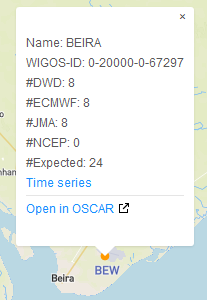 ×
Name: BEIRA
WIGOS-ID: 0-20000-0-67297
#DWD: 8
#ECMWF: 8
#JMA: 8
#NCEP: 0
#Expected: 24
Time series
Open in OSCAR
Beira
BEW